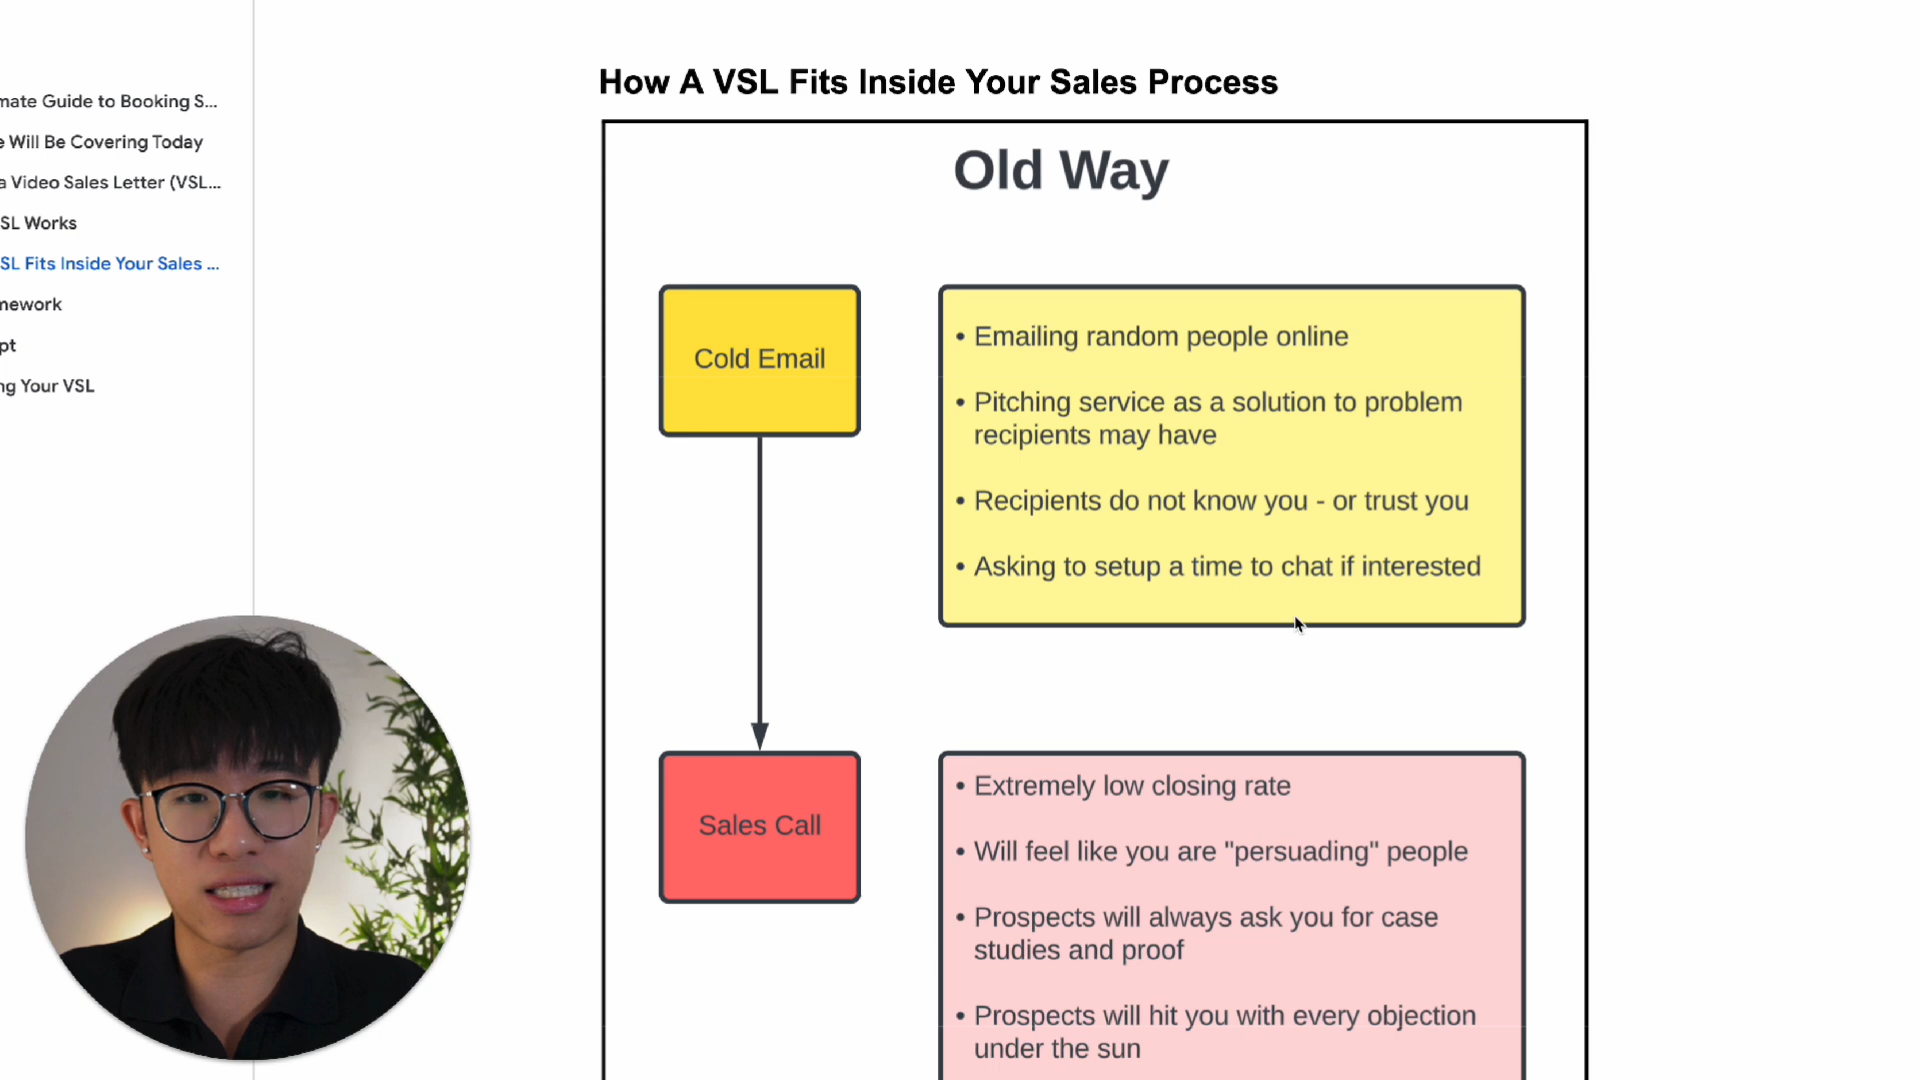 How A VSL Fits Inside Your Sales Process
mate Guide to Booking S...
e Will Be Covering Today
a Video Sales Letter (VSL...
SL Works
SL Fits Inside Your Sales ...
mework
pt
ng Your VSL
Old Way
Cold Email
• Emailing random people online
• Pitching service as a solution to problem
recipients may have
• Recipients do not know you - or trust you
• Asking to setup a time to chat if interested
Sales Call
• Extremely low closing rate
• Will feel like you are "persuading" people
• Prospects will always ask you for case
studies and proof
• Prospects will hit you with every objection
under the sun